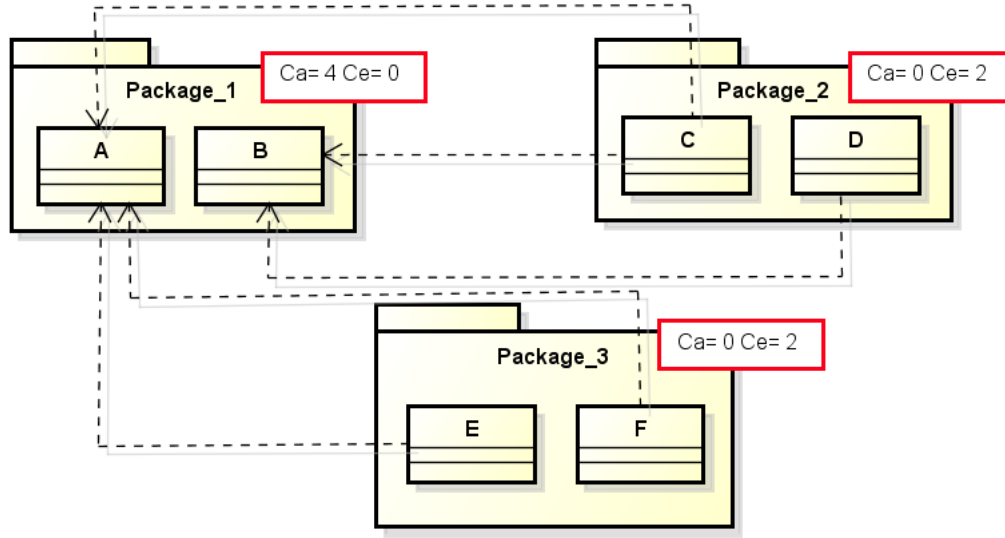 Package_1
Ca= 4 Ce= 0
A
B
Package_2
Ca= 0 Ce= 2
C
D
Package_3
Ca= 0 Ce= 2
E
F